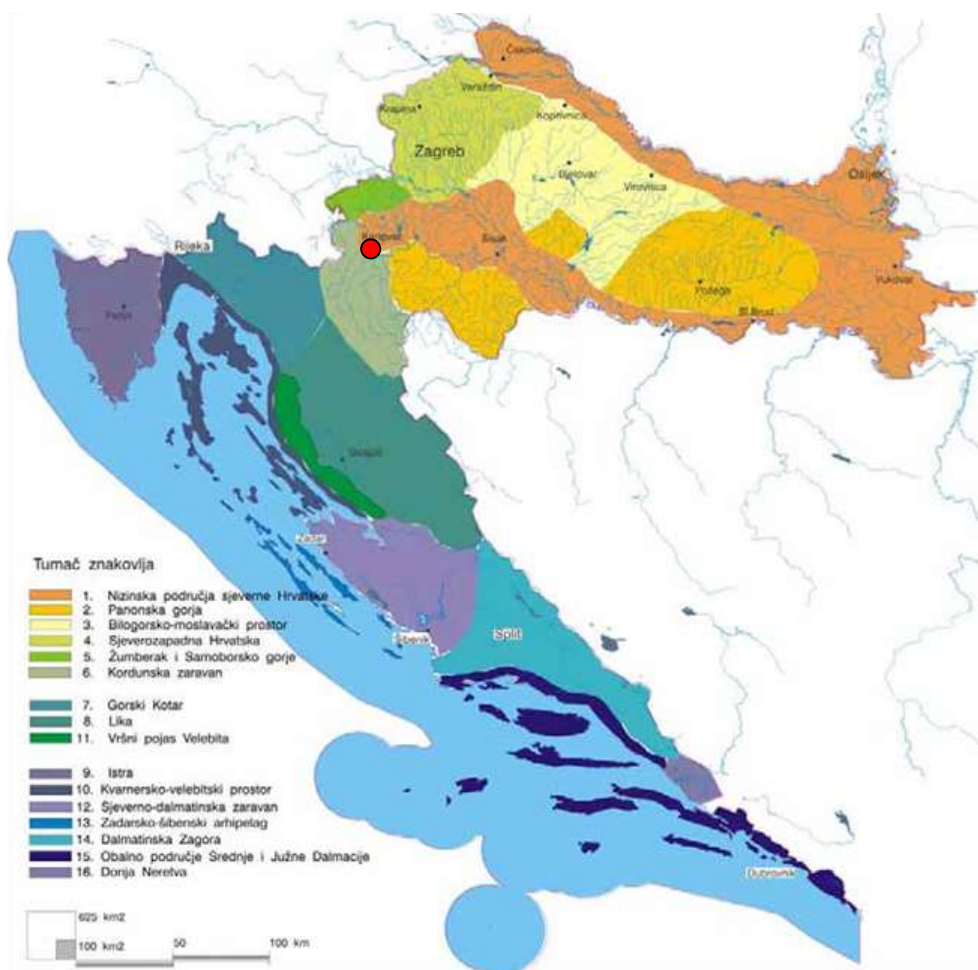 Čakovec
Varaždin
Krapina
Koprivnica
Zagreb
Bjelovar
Virovitica
Osijek
Karlovac
Sisak
Rijeka
Požega
Vukovar
Sl.Brod
Pazin
Gospić
Zadar
Šibenik
Split
Dubrovnik
Tumač znakovlja
1. Nizinska područja sjeverne Hrvatske
2. Panonska gorja
3. Bilogorsko-moslavački prostor
4. Sjeverozapadna Hrvatska
5. Žumberak i Samoborsko gorje
6. Kordunska zaravan
7. Gorski Kotar
8. Lika
11. Vršni pojas Velebita
9. Istra
10. Kvarnersko-velebitski prostor
12. Sjeverno-dalmatinska zaravan
13. Zadarsko-šibenski arhipelag
14. Dalmatinska Zagora
15. Obalno područje Srednje i Južne Dalmacije
16. Donja Neretva
625 km2
100 km2
50
100 km